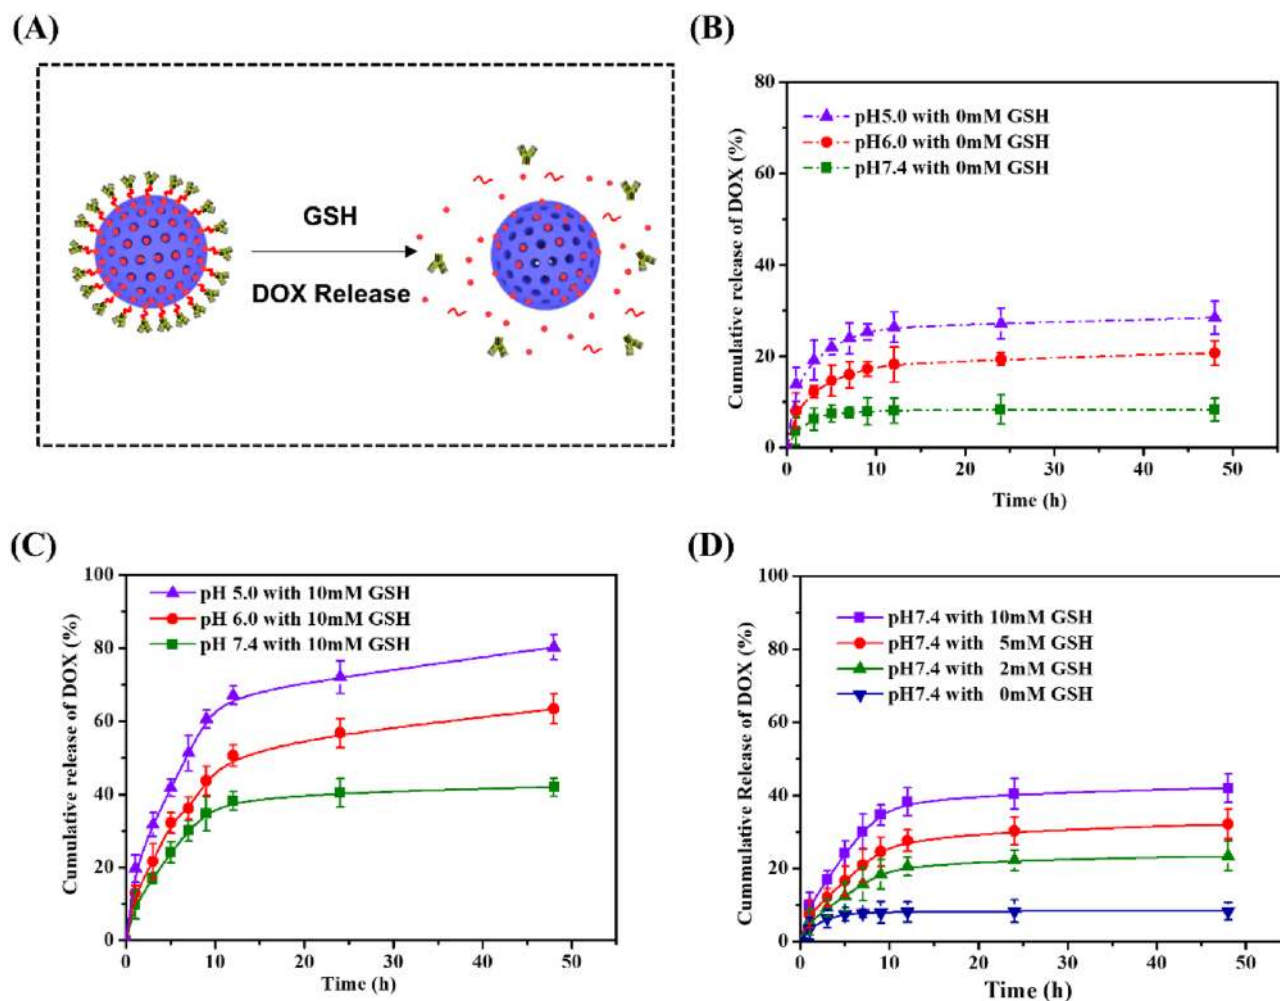 (A)
GSH
DOX Release
(B)
80
60
40
20
0
Cumulative release of DOX (%)
pH5.0 with 0mM GSH
pH6.0 with 0mM GSH
pH7.4 with 0mM GSH
0 10 20 30 40 50
Time (h)
(C)
100
80
60
40
20
0
Cumulative release of DOX (%)
pH 5.0 with 10mM GSH
pH 6.0 with 10mM GSH
pH 7.4 with 10mM GSH
0 10 20 30 40 50
Time (h)
(D)
100
80
60
40
20
0
Cummulative Release of DOX (%)
pH7.4 with 10mM GSH
pH7.4 with 5mM GSH
pH7.4 with 2mM GSH
pH7.4 with 0mM GSH
0 10 20 30 40 50
Time (h)